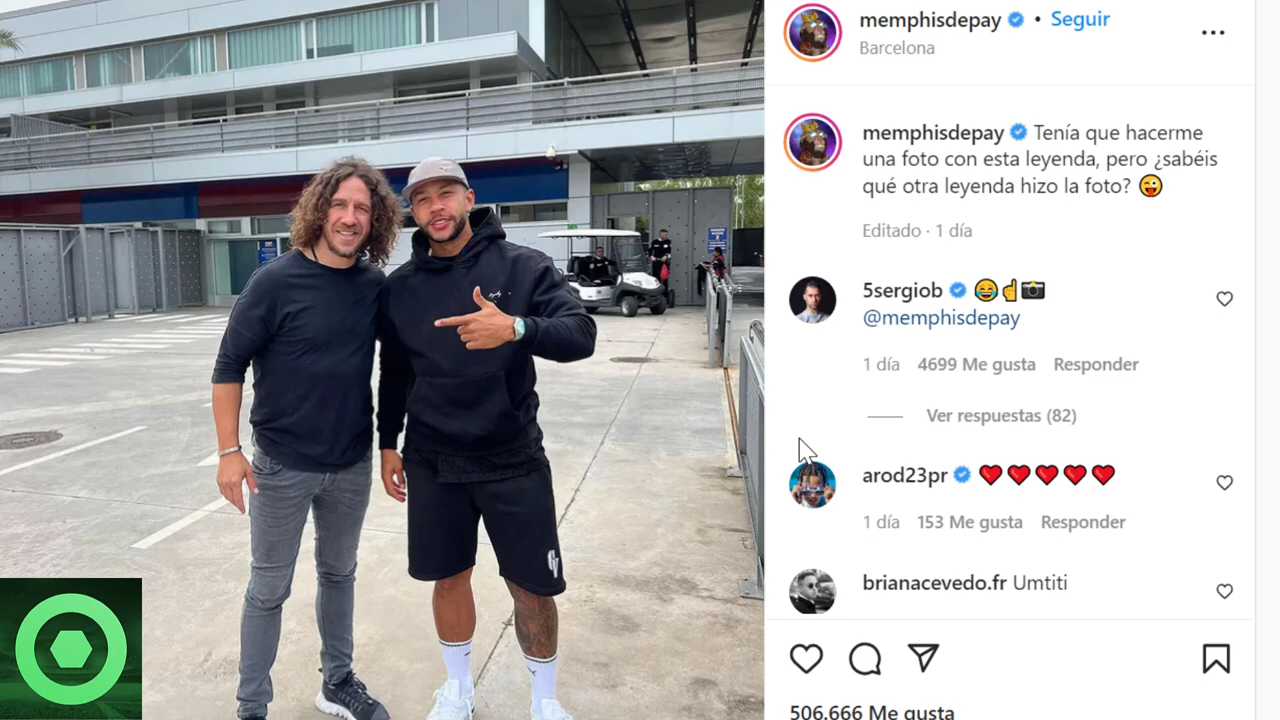 memphisdepay • Seguir
Barcelona
memphisdepay Tenía que hacerme
una foto con esta leyenda, pero ¿sabéis
qué otra leyenda hizo la foto? 😜
Editado · 1 día
5sergiob 😂☝📸
@memphisdepay
1 día 4699 Me gusta Responder
Ver respuestas (82)
arod23pr ❤❤❤❤❤
1 día 153 Me gusta Responder
brianacevedo.fr Umtiti
506.666 Me gusta